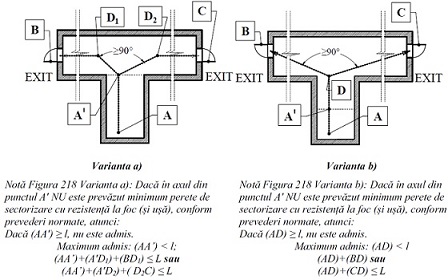 D1
D2
B
C
≥90°
EXIT
EXIT
A'
A
Varianta a)
Notă Figura 218 Varianta a): Dacă în axul din
punctul A' NU este prevăzut minimum perete de
sectorizare cu rezistență la foc (și ușă), conform
prevederi normate, atunci:
Dacă (AA') ≥ l, nu este admis.
Maximum admis: (AA') < l;
(AA')+(A'D1)+(BD1) ≤ L sau
(AA')+(A'D2)+( D2C) ≤ L
B
C
≥90°
EXIT
EXIT
D
A'
A
Varianta b)
Notă Figura 218 Varianta b): Dacă în axul din
punctul A' NU este prevăzut minimum perete de
sectorizare cu rezistență la foc (și ușă), conform
prevederi normate, atunci:
Dacă (AD) ≥ l, nu este admis.
Maximum admis: (AD) < l
(AD)+(BD) sau
(AD)+(CD) ≤ L